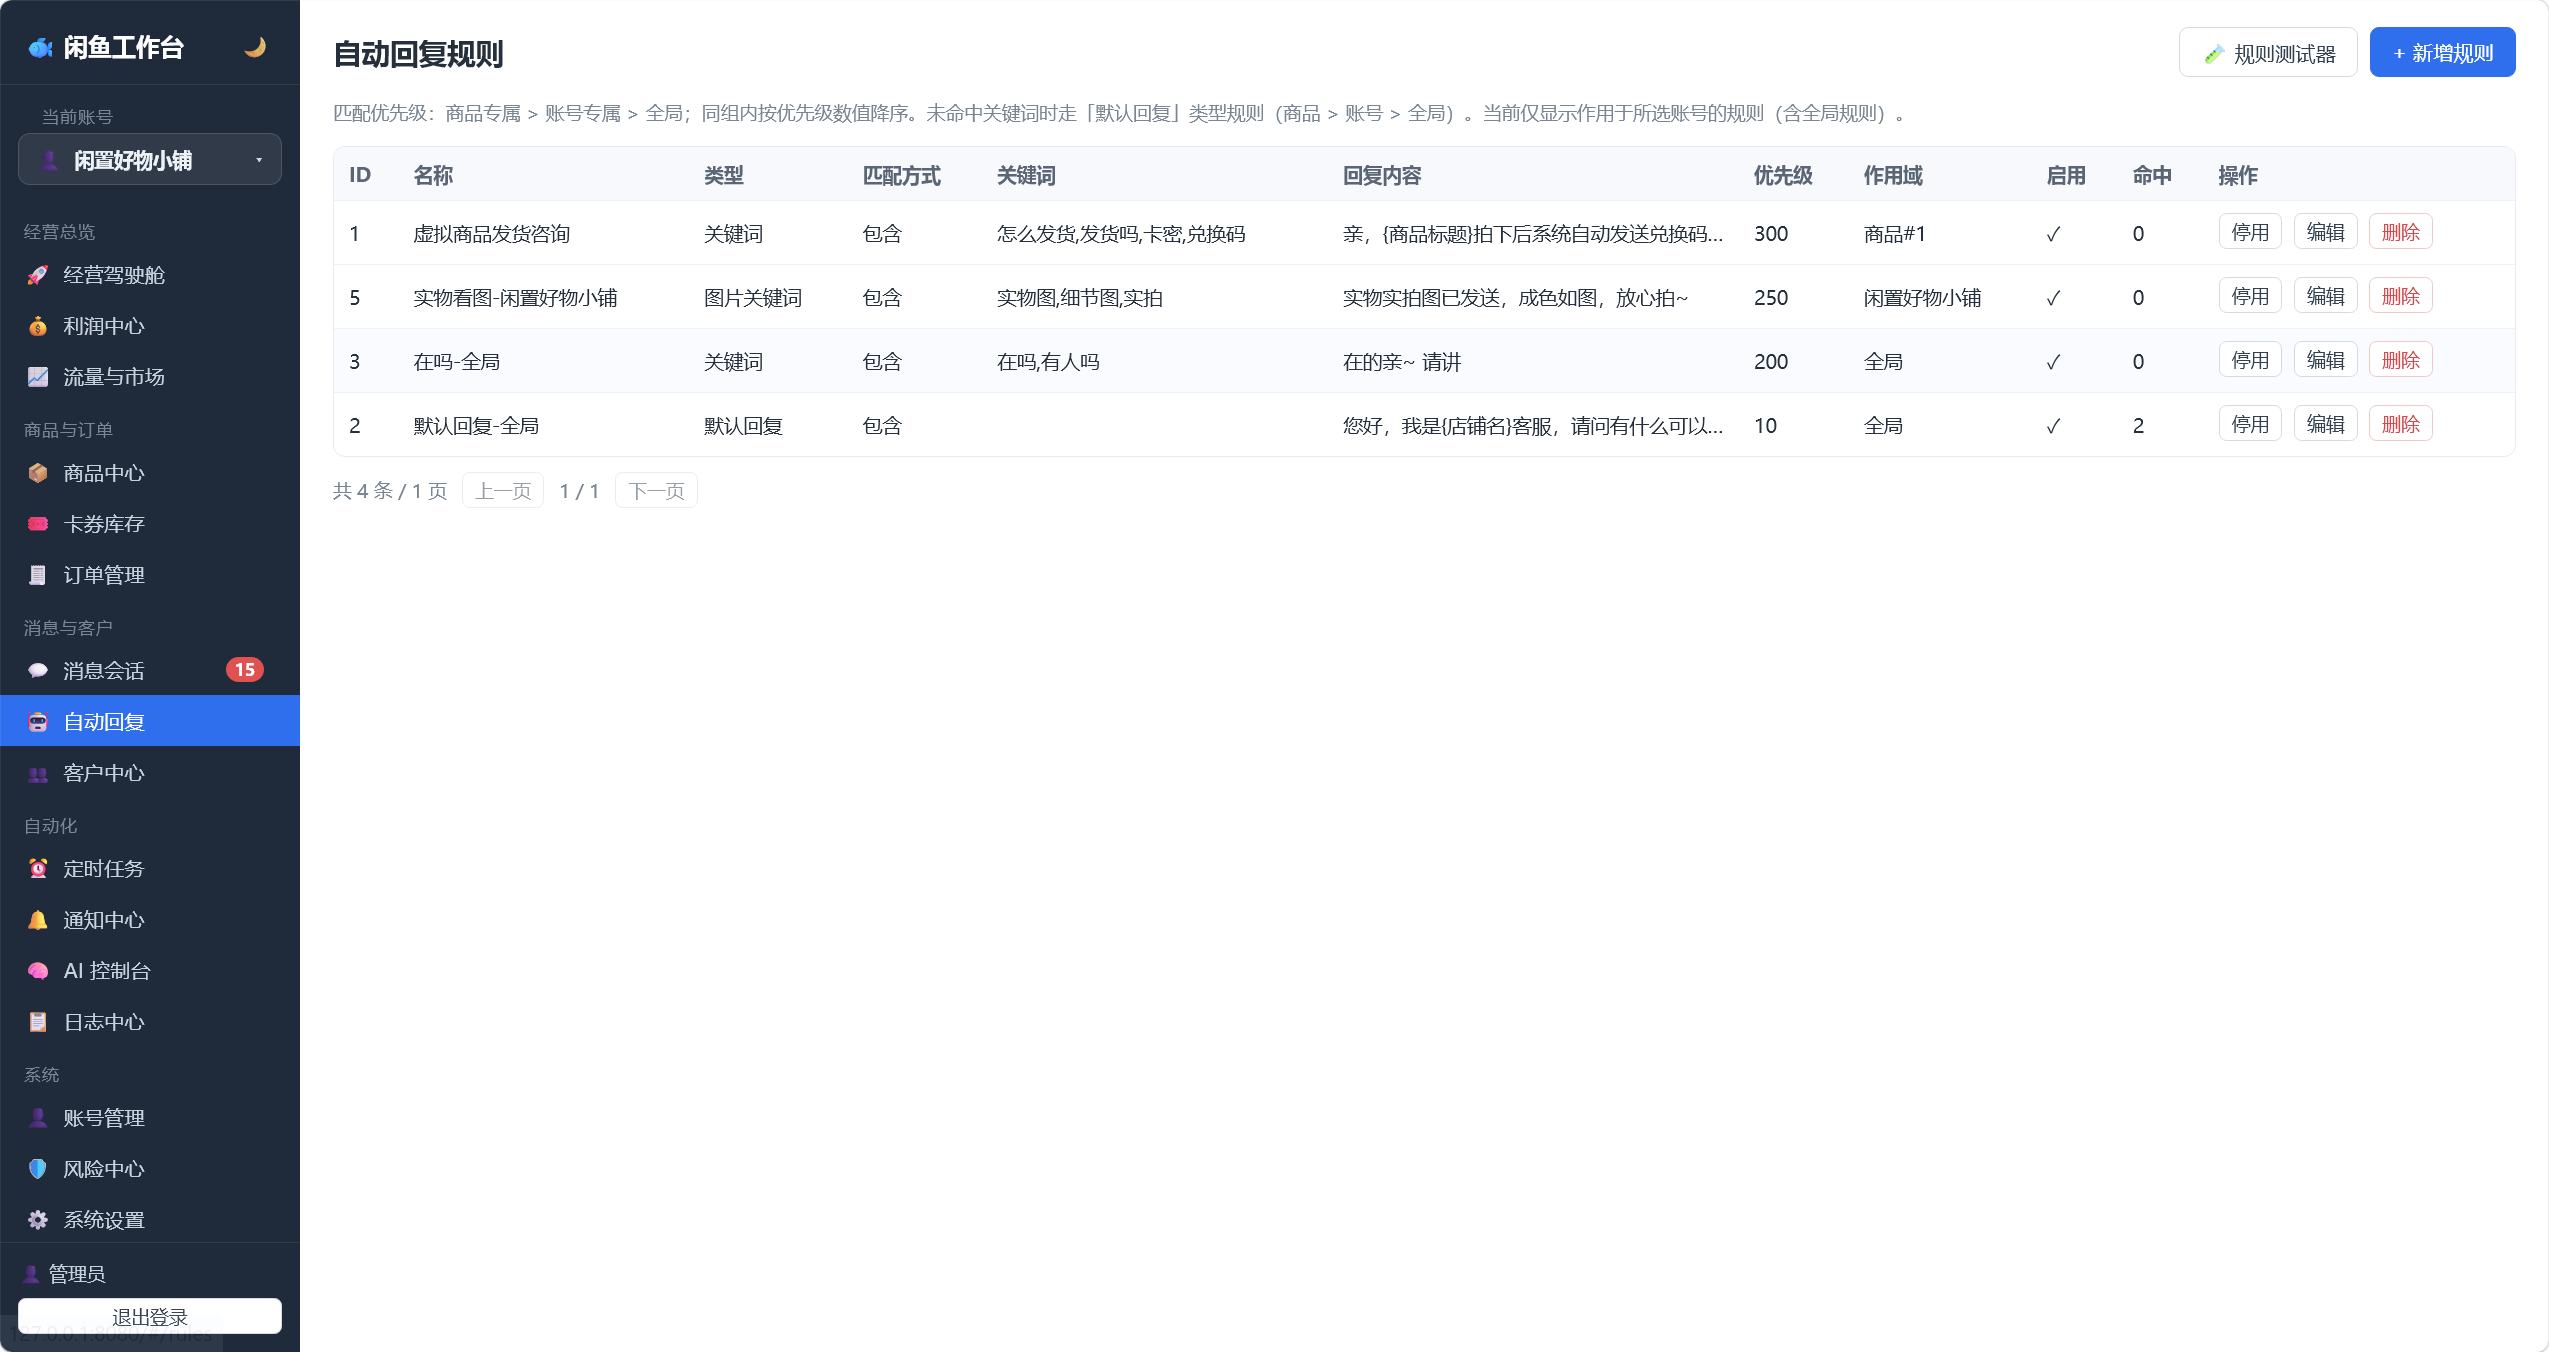 闲鱼工作台
当前账号
闲置好物小铺
经营总览
经营驾驶舱
利润中心
流量与市场
商品与订单
商品中心
卡券库存
订单管理
消息与客户
消息会话 15
自动回复
客户中心
自动化
定时任务
通知中心
AI 控制台
日志中心
系统
账号管理
风险中心
系统设置
管理员
退出登录
127.0.0.1:8080/#/rules
自动回复规则
规则测试器
+ 新增规则
匹配优先级：商品专属 > 账号专属 > 全局；同组内按优先级数值降序。未命中关键词时走「默认回复」类型规则（商品 > 账号 > 全局）。当前仅显示作用于所选账号的规则（含全局规则）。
ID 名称 类型 匹配方式 关键词 回复内容 优先级 作用域 启用 命中 操作
1 虚拟商品发货咨询 关键词 包含 怎么发货,发货吗,卡密,兑换码 亲，{商品标题}拍下后系统自动发送兑换码... 300 商品#1 ✓ 0 停用 编辑 删除
5 实物看图-闲置好物小铺 图片关键词 包含 实物图,细节图,实拍 实物实拍图已发送，成色如图，放心拍~ 250 闲置好物小铺 ✓ 0 停用 编辑 删除
3 在吗-全局 关键词 包含 在吗,有人吗 在的亲~ 请讲 200 全局 ✓ 0 停用 编辑 删除
2 默认回复-全局 默认回复 包含 您好，我是{店铺名}客服，请问有什么可以... 10 全局 ✓ 2 停用 编辑 删除
共 4 条 / 1 页 上一页 1 / 1 下一页